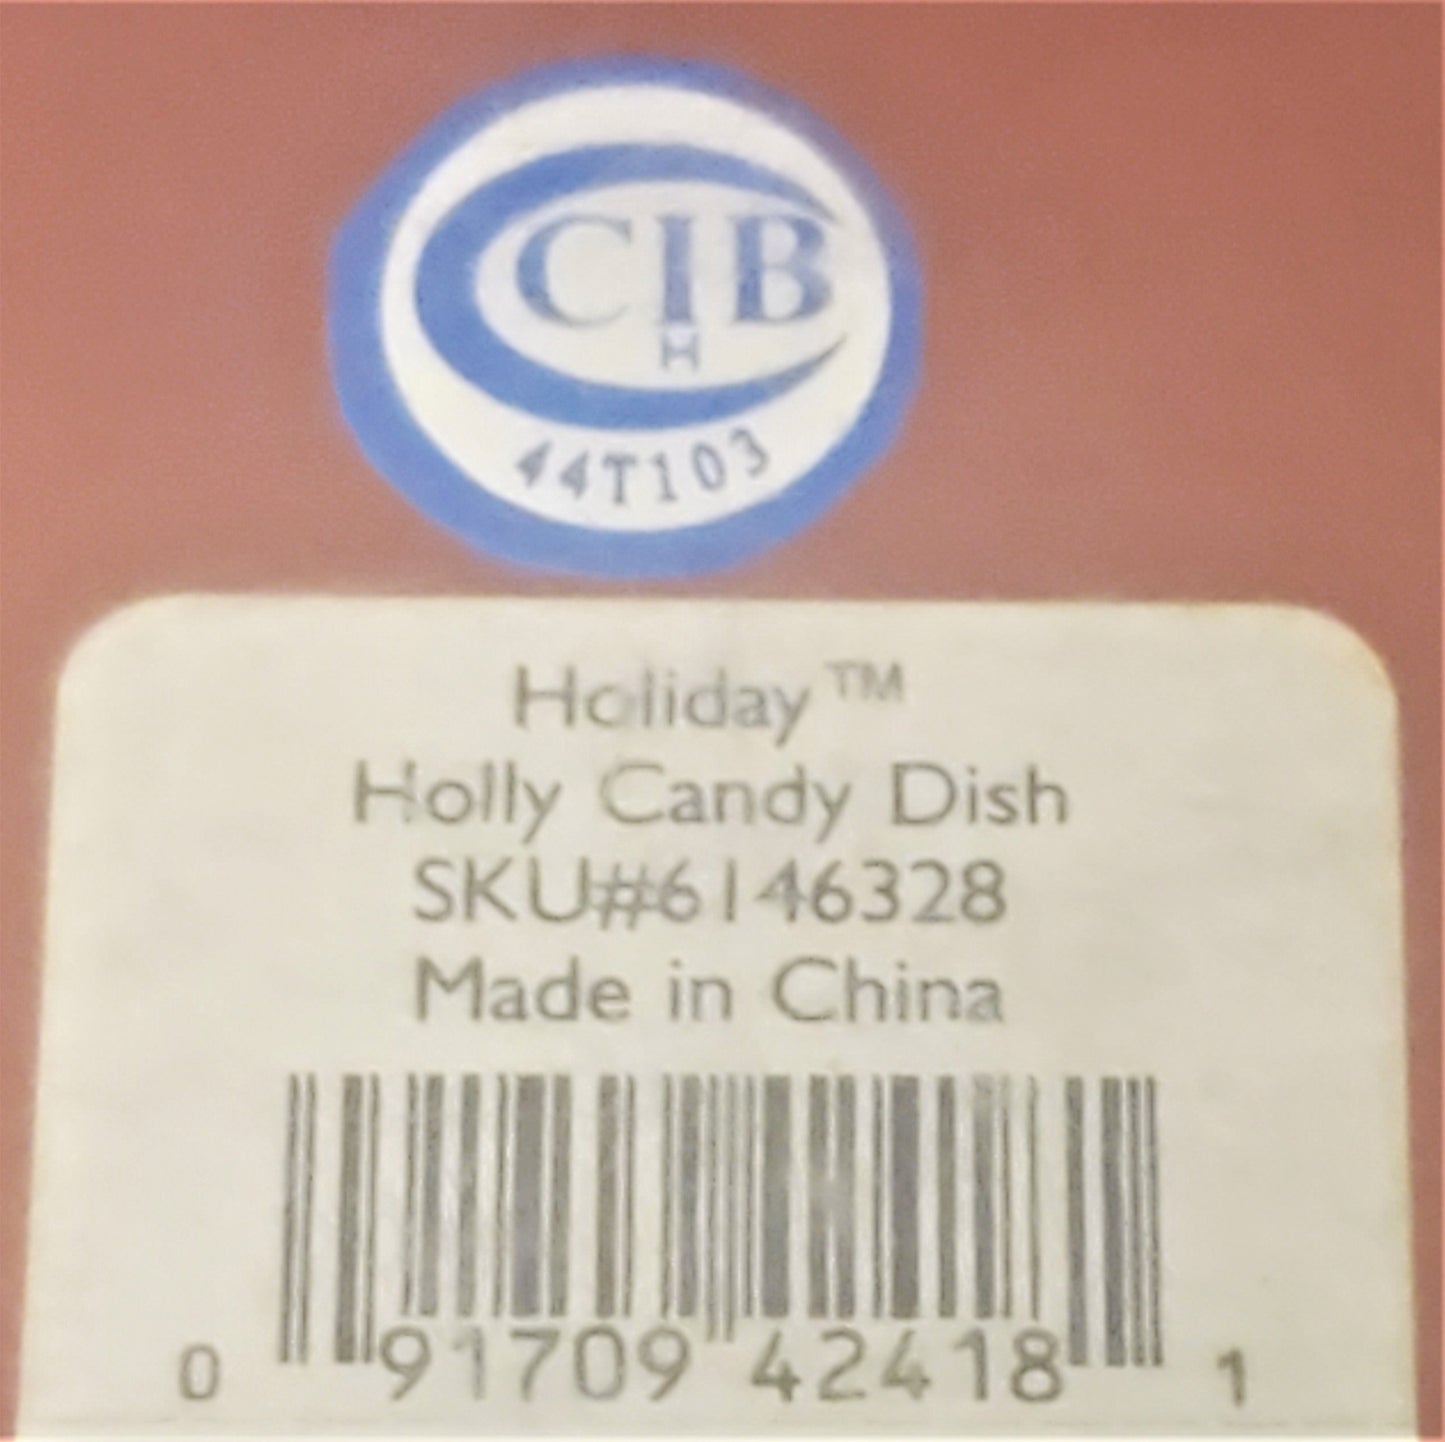 CIB
H
44T103
Holiday™
Holly Candy Dish
SKU#6146328
Made in China
0 91709 42418 1